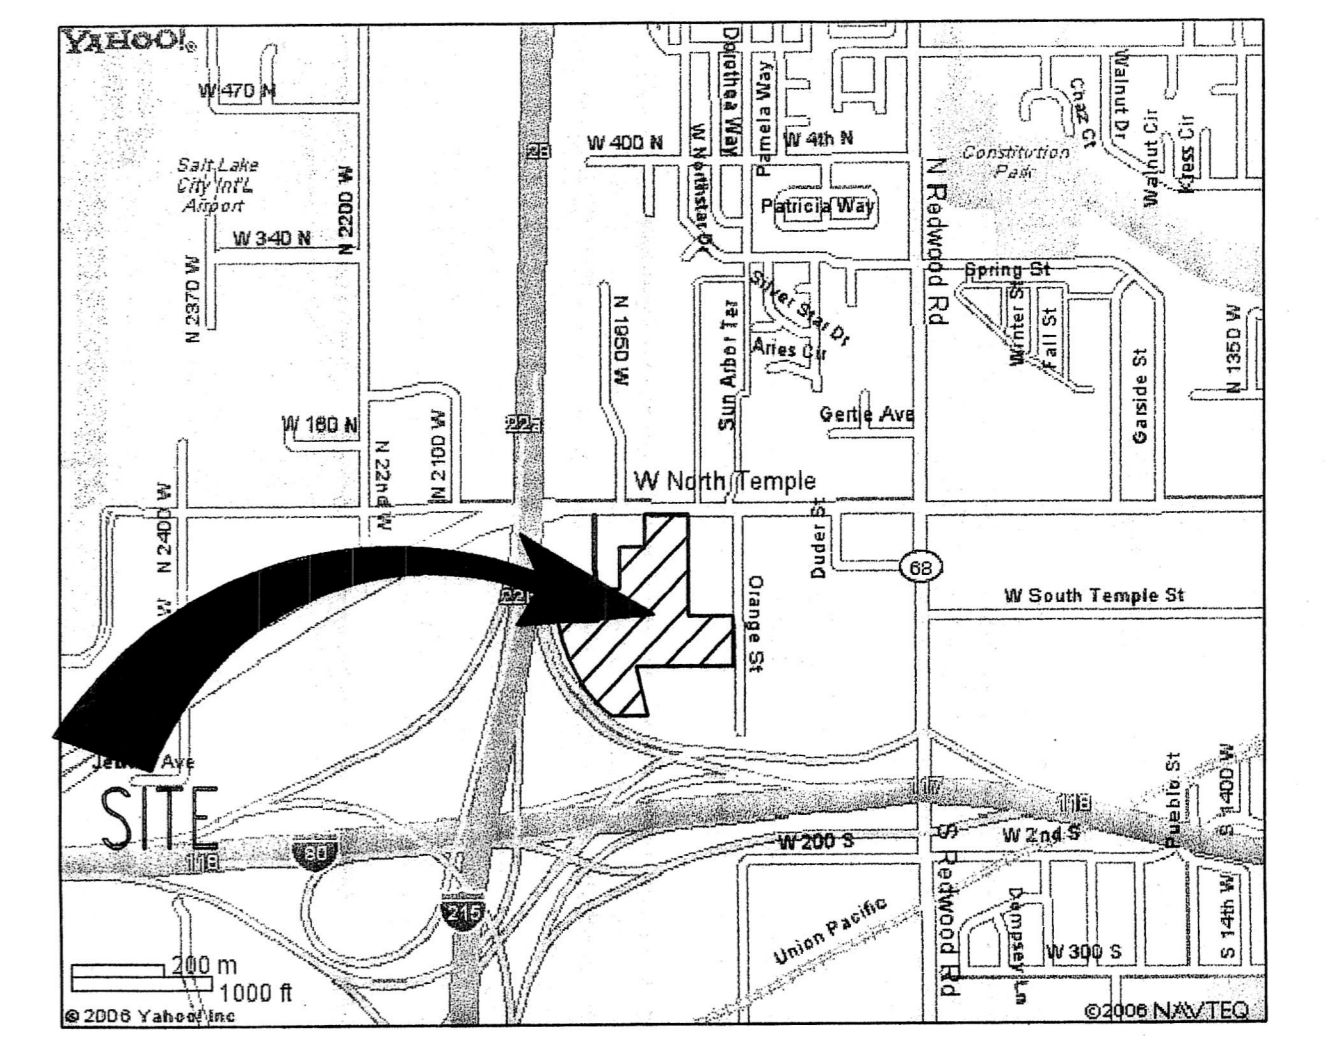 YAHOO!®
W 470 N
Salt Lake
City Int'l.
Airport
W 340 N
N 2200 W
N 2370 W
W 180 N
N 22nd W
N 2100 W
N 2400 W
W
28
22a
22
W 400 N
N 1950 W
W Northstar Dr
Dorothea Way
Pamela Way
W 4th N
Patricia Way
Silver Star Dr
Aries Cir
Sun Arbor Ter
Gertie Ave
W North Temple
Duder St
Orange St
N Redwood Rd
68
Constitution
Park
Chaz Ct
Walnut Dr
Walnut Cir
Kress Cir
Spring St
Winter St
Fall St
Garside St
N 1350 W
W South Temple St
Ave
SITE
118
80
215
117
118
W 200 S
W 2nd S
S Redwood Rd
Pueblo St
S 1400 W
S 14th W
Dempsey Ln
W 300 S
Union Pacific
200 m
1000 ft
© 2006 Yahoo! Inc
©2006 NAVTEQ